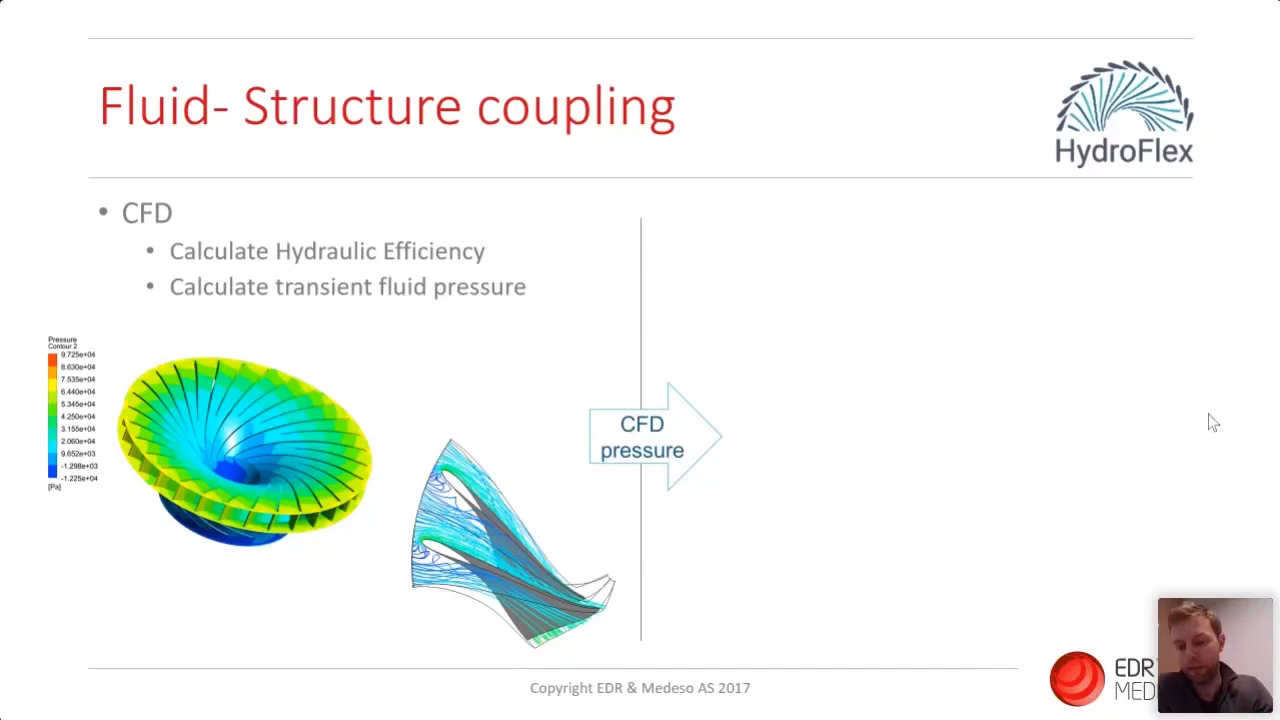 Fluid- Structure coupling
HydroFlex
• CFD
• Calculate Hydraulic Efficiency
• Calculate transient fluid pressure
Pressure
Contour 2
9.725e+04
8.630e+04
7.535e+04
6.440e+04
5.345e+04
4.250e+04
3.155e+04
2.060e+04
9.652e+03
-1.298e+03
-1.225e+04
[Pa]
CFD
pressure
EDR
MED
Copyright EDR & Medeso AS 2017